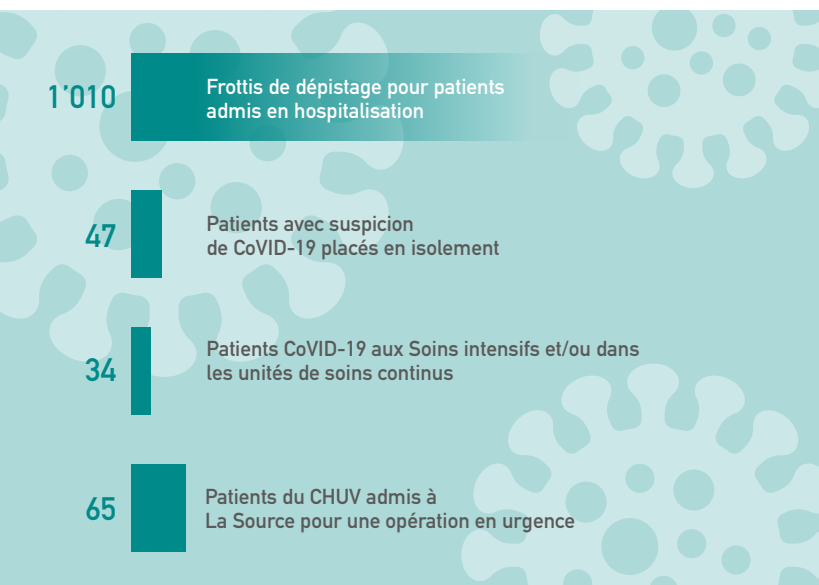 1’010
Frottis de dépistage pour patients
admis en hospitalisation
47
Patients avec suspicion
de CoVID-19 placés en isolement
34
Patients CoVID-19 aux Soins intensifs et/ou dans
les unités de soins continus
65
Patients du CHUV admis à
La Source pour une opération en urgence